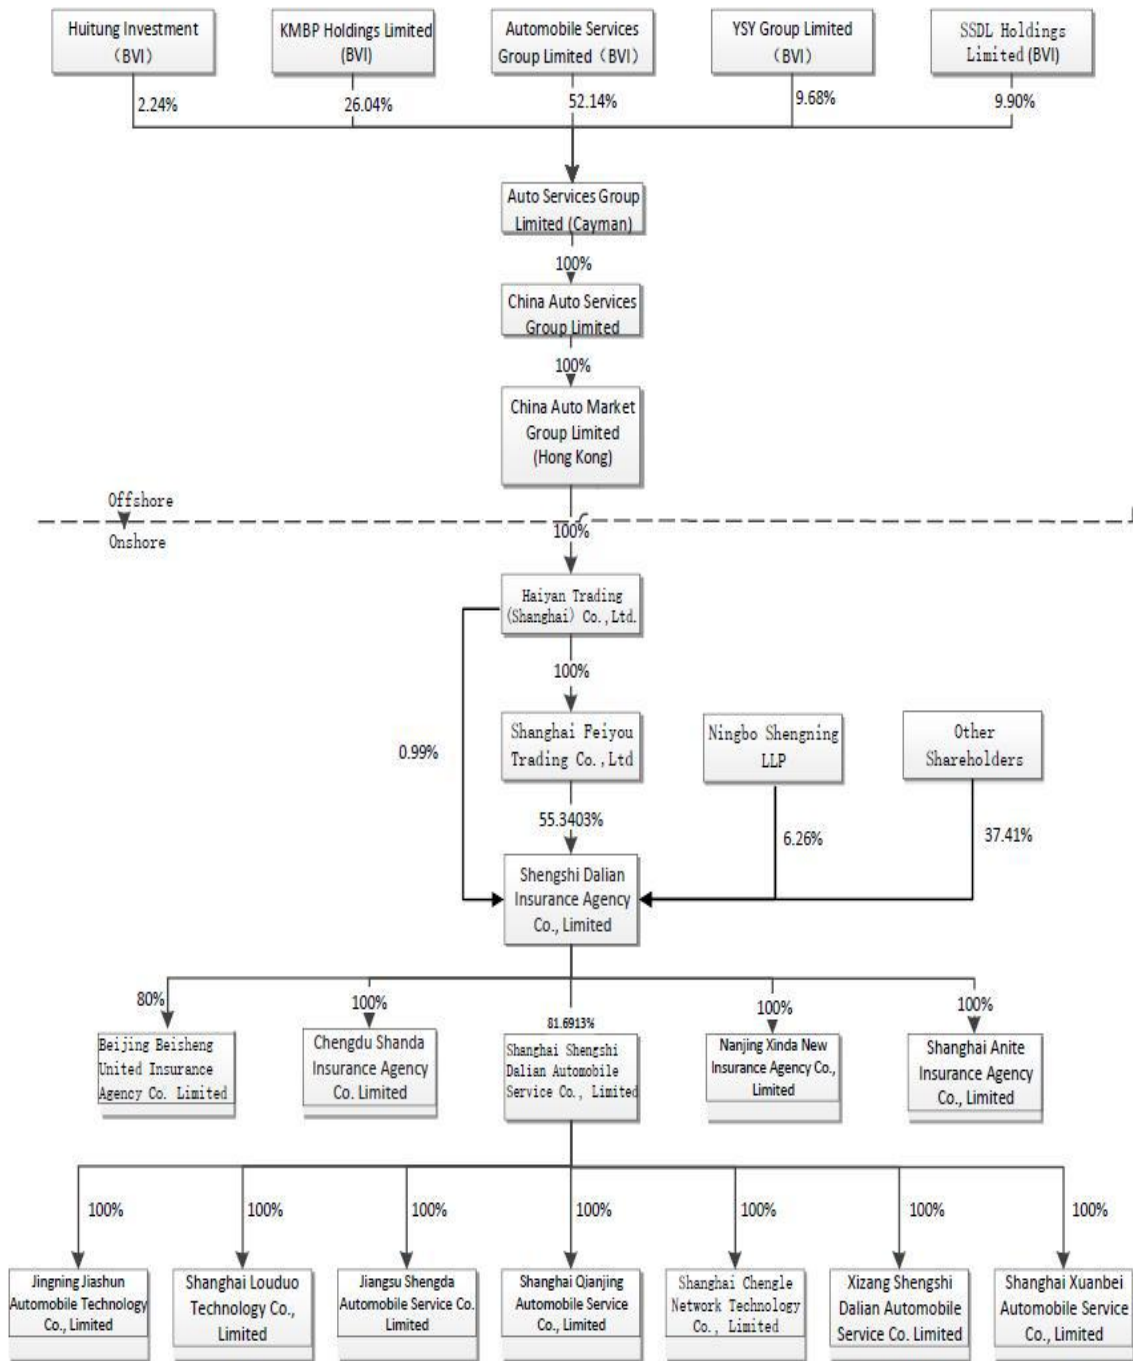 Huitung Investment
（BVI）
KMBP Holdings Limited
(BVI)
Automobile Services
Group Limited（BVI）
YSY Group Limited
（BVI）
SSDL Holdings
Limited (BVI)
2.24%
26.04%
52.14%
9.68%
9.90%
Auto Services Group
Limited (Cayman)
100%
China Auto Services
Group Limited
100%
China Auto Market
Group Limited
(Hong Kong)
Offshore
Onshore
100%
Haiyan Trading
(Shanghai) Co.,Ltd.
100%
0.99%
Shanghai Feiyou
Trading Co.,Ltd
Ningbo Shengning
LLP
Other
Shareholders
55.3403%
6.26%
37.41%
Shengshi Dalian
Insurance Agency
Co., Limited
80%
100%
81.6913%
100%
100%
Beijing Beisheng
United Insurance
Agency Co. Limited
Chengdu Shanda
Insurance Agency
Co. Limited
Shanghai Shengshi
Dalian Automobile
Service Co., Limited
Nanjing Xinda New
Insurance Agency Co.,
Limited
Shanghai Anite
Insurance Agency
Co., Limited
100%
100%
100%
100%
100%
100%
100%
Jingning Jiashun
Automobile Technology
Co., Limited
Shanghai Louduo
Technology Co.,
Limited
Jiangsu Shengda
Automobile Service Co.
Limited
Shanghai Qianjing
Automobile Service
Co., Limited
Shanghai Chengle
Network Technology
Co., Limited
Xizang Shengshi
Dalian Automobile
Service Co. Limited
Shanghai Xuanbei
Automobile Service
Co., Limited